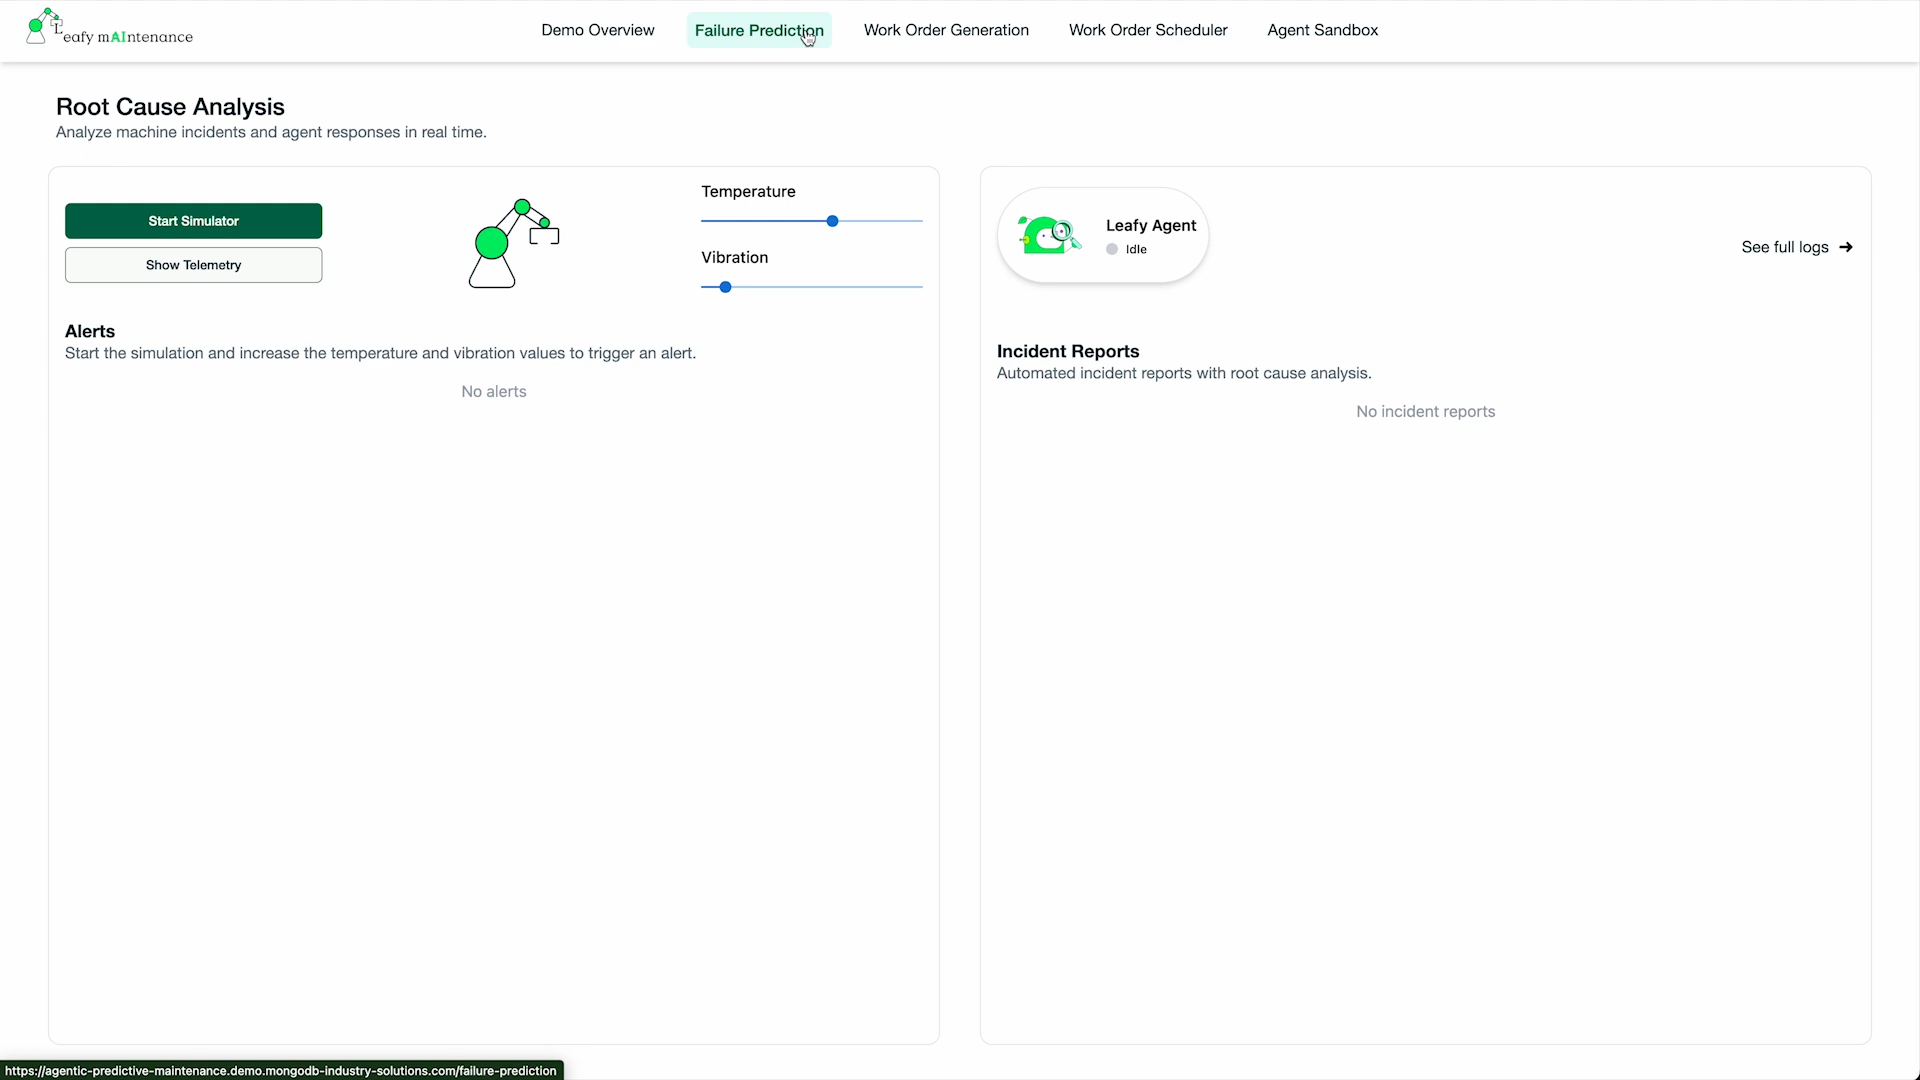 Leafy mAIntenance
Demo Overview
Failure Prediction
Work Order Generation
Work Order Scheduler
Agent Sandbox
Root Cause Analysis
Analyze machine incidents and agent responses in real time.
Start Simulator
Show Telemetry
Temperature
Vibration
Alerts
Start the simulation and increase the temperature and vibration values to trigger an alert.
No alerts
Leafy Agent
Idle
See full logs →
Incident Reports
Automated incident reports with root cause analysis.
No incident reports
https://agentic-predictive-maintenance.demo.mongodb-industry-solutions.com/failure-prediction